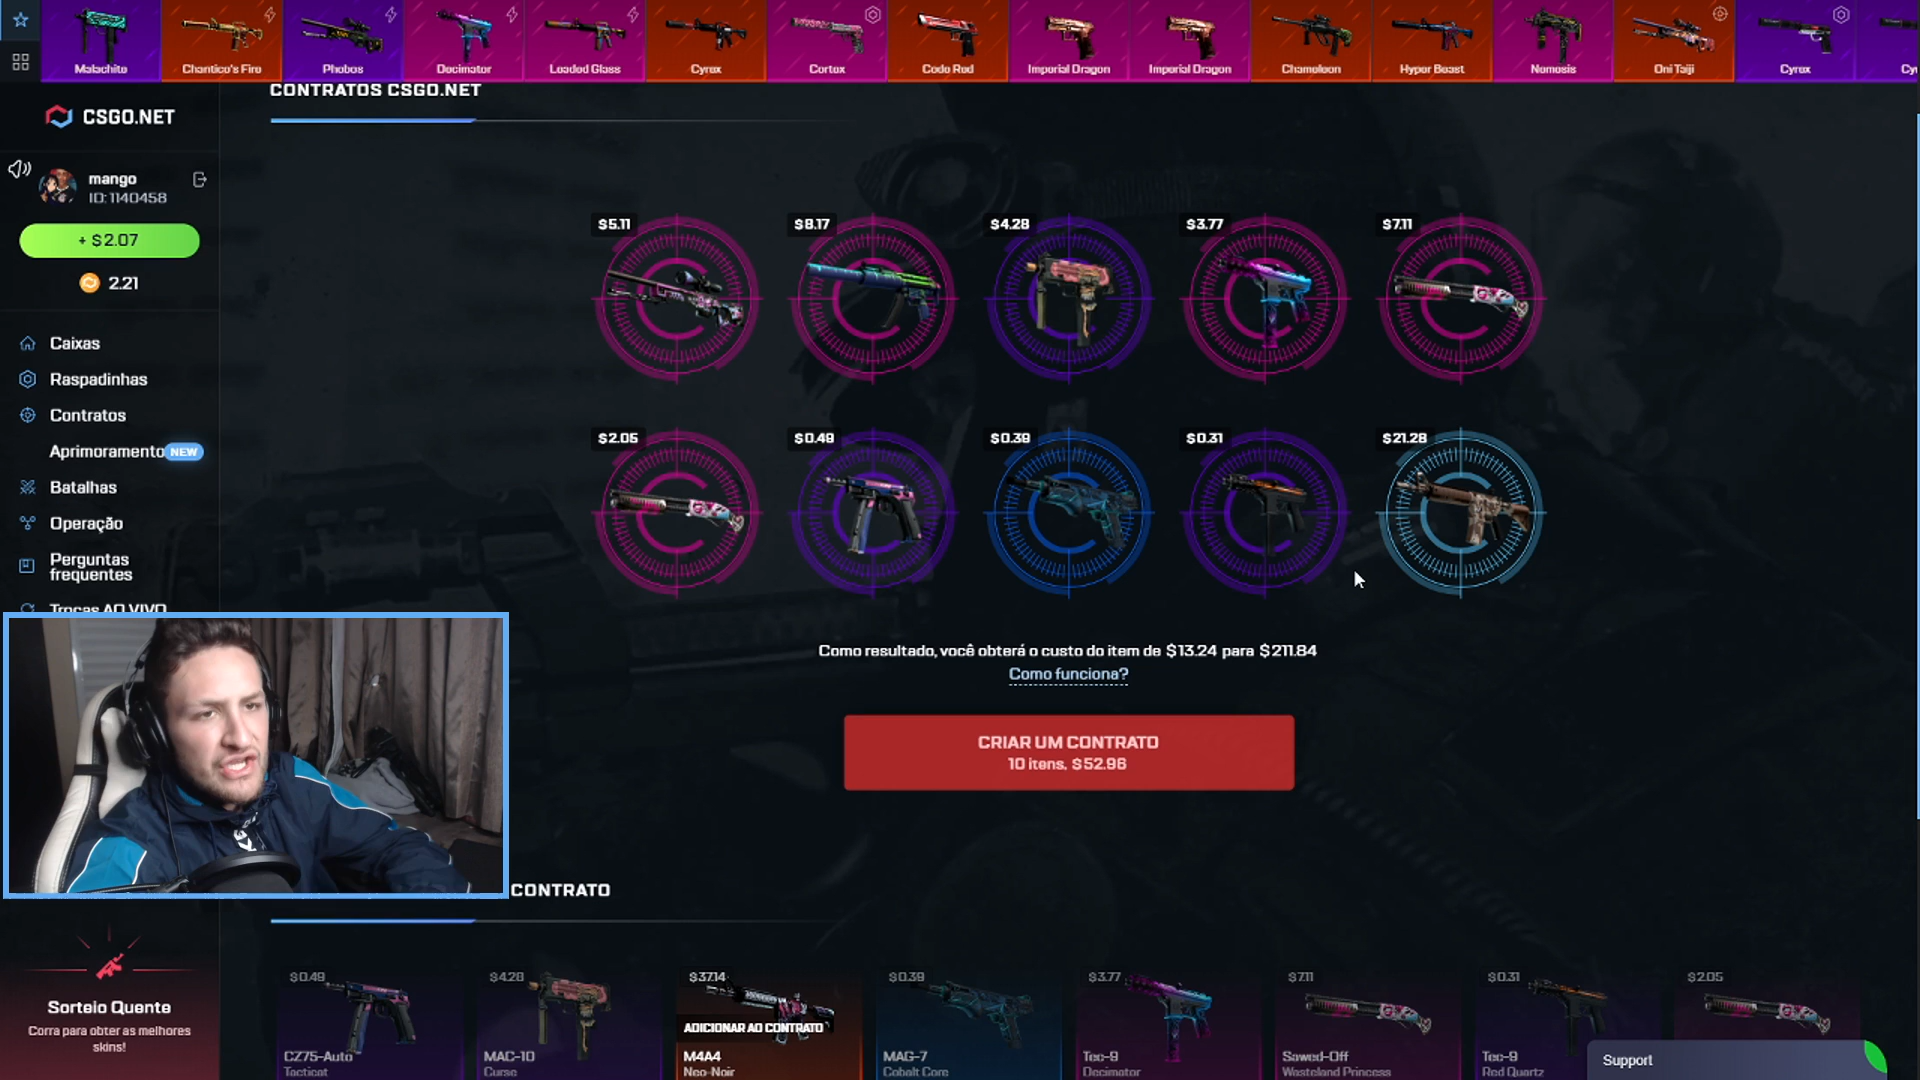 Malachite
Chantico's Fire
Phobos
Decimator
Loaded Glass
Cyrex
Cortex
Code Red
Imperial Dragon
Imperial Dragon
Chameleon
Hyper Beast
Nemesis
Oni Taiji
Cyrex
Cy
CSGO.NET
CONTRATOS CSGO.NET
mango
ID: 1140458
+ $2.07
2.21
Caixas
Raspadinhas
Contratos
Aprimoramento NEW
Batalhas
Operação
Perguntas
frequentes
Trocas AO VIVO
$5.11
$8.17
$4.28
$3.77
$7.11
$2.05
$0.49
$0.39
$0.31
$21.28
Como resultado, você obterá o custo do item de $13.24 para $211.84
Como funciona?
CRIAR UM CONTRATO
10 itens, $52.96
CONTRATO
Sorteio Quente
Corra para obter as melhores
skins!
$0.49
CZ75-Auto
Tacticat
$4.28
MAC-10
Curse
$37.14
ADICIONAR AO CONTRATO
M4A4
Neo-Noir
$0.39
MAG-7
Cobalt Core
$3.77
Tec-9
Decimator
$7.11
Sawed-Off
Wasteland Princess
$0.31
Tec-9
Red Quartz
$2.05
Support